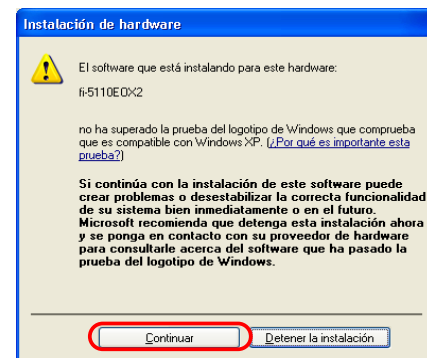 Instalación de hardware
El software que está instalando para este hardware:
fi-5110EOX2
no ha superado la prueba del logotipo de Windows que comprueba
que es compatible con Windows XP. (¿Por qué es importante esta
prueba?)
Si continúa con la instalación de este software puede
crear problemas o desestabilizar la correcta funcionalidad
de su sistema bien inmediatamente o en el futuro.
Microsoft recomienda que detenga esta instalación ahora
y se ponga en contacto con su proveedor de hardware
para consultarle acerca del software que ha pasado la
prueba del logotipo de Windows.
Continuar
Detener la instalación